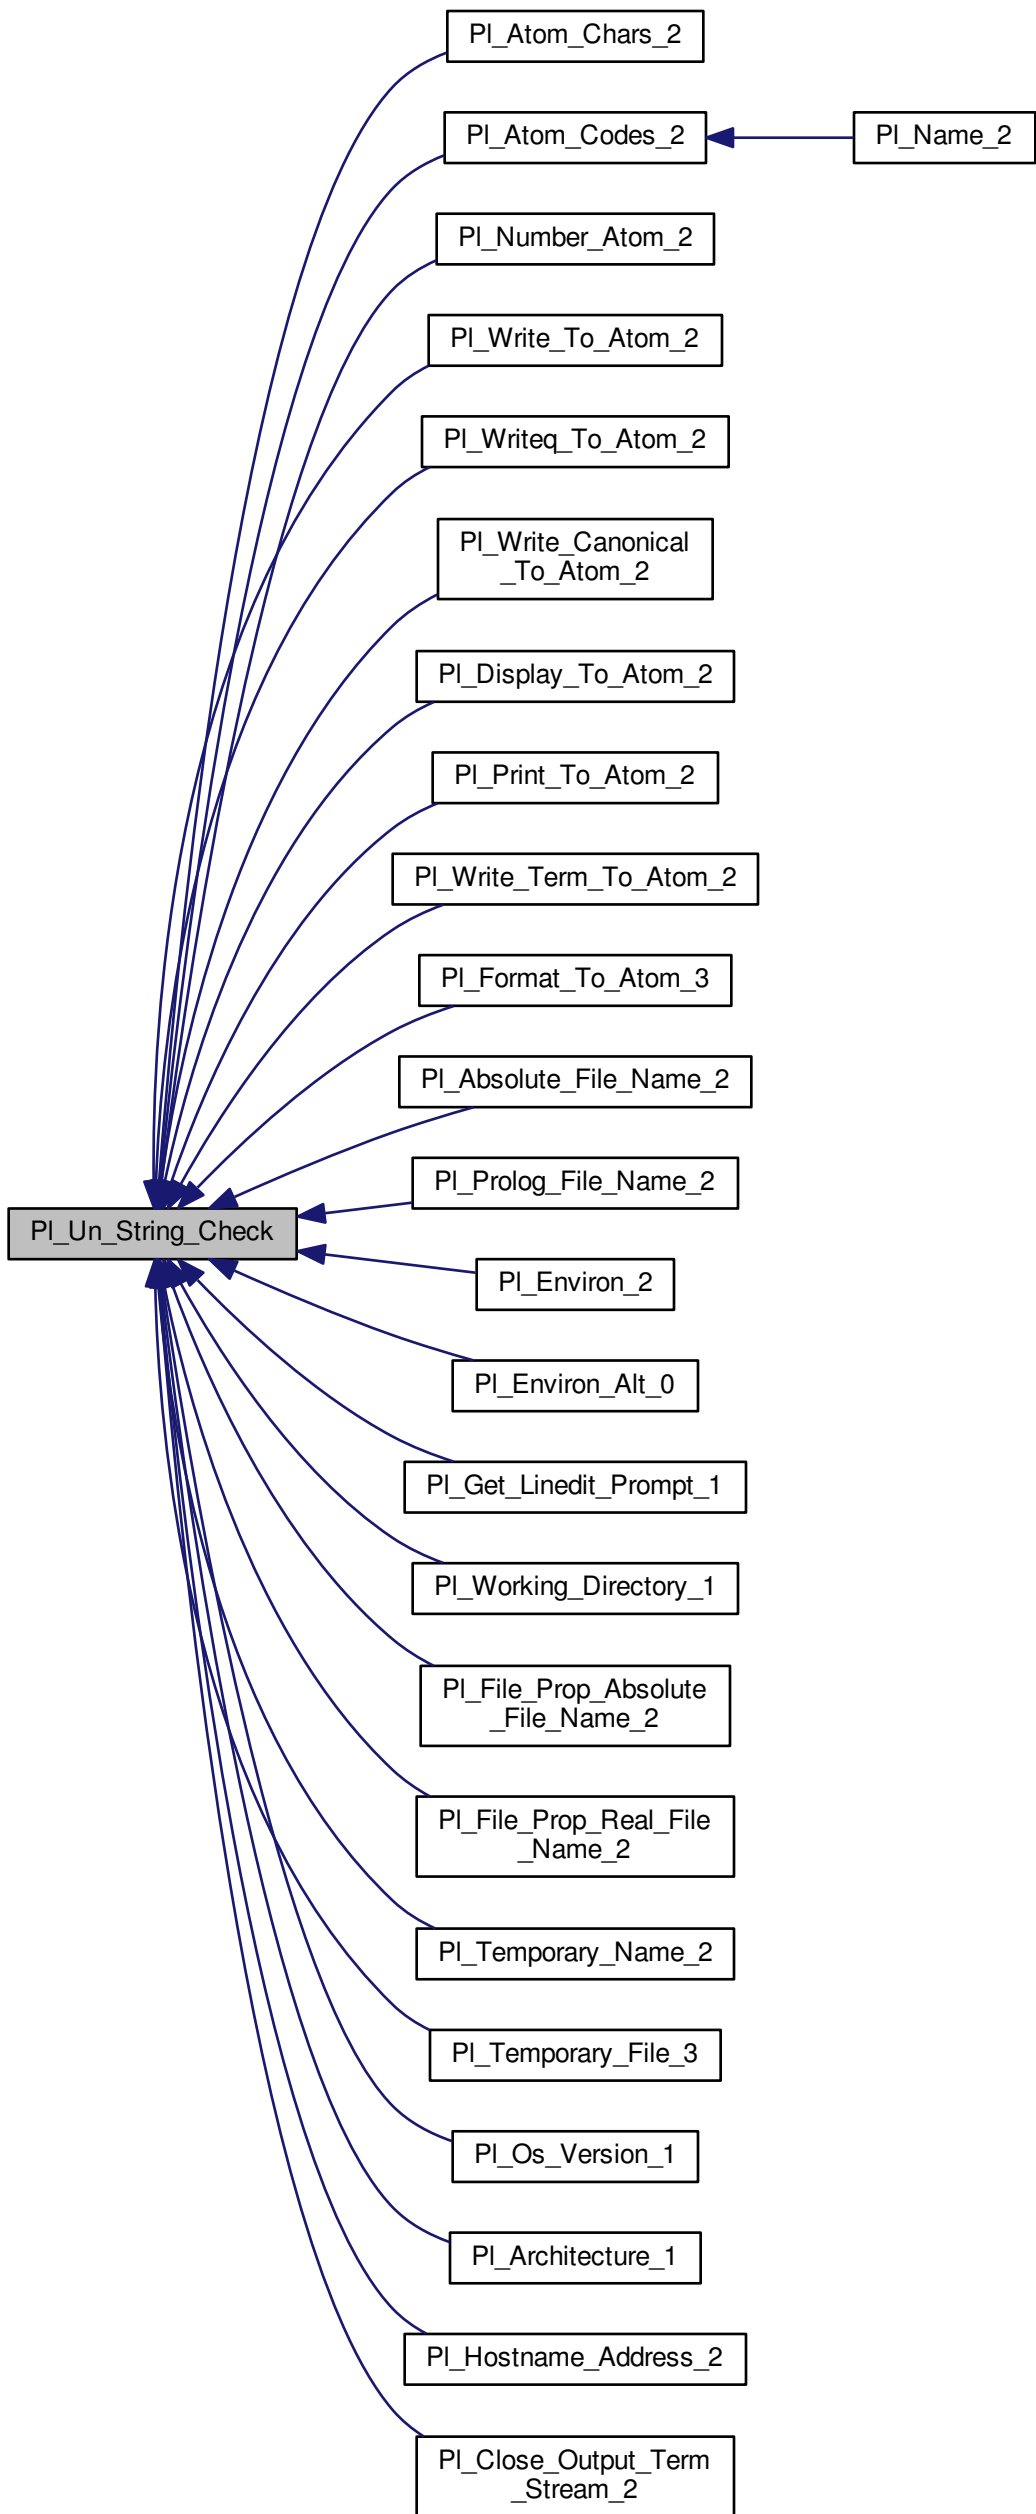 Pl_Atom_Chars_2
Pl_Atom_Codes_2
Pl_Name_2
Pl_Number_Atom_2
Pl_Write_To_Atom_2
Pl_Writeq_To_Atom_2
Pl_Write_Canonical
_To_Atom_2
Pl_Display_To_Atom_2
Pl_Print_To_Atom_2
Pl_Write_Term_To_Atom_2
Pl_Format_To_Atom_3
Pl_Absolute_File_Name_2
Pl_Prolog_File_Name_2
Pl_Un_String_Check
Pl_Environ_2
Pl_Environ_Alt_0
Pl_Get_Linedit_Prompt_1
Pl_Working_Directory_1
Pl_File_Prop_Absolute
_File_Name_2
Pl_File_Prop_Real_File
_Name_2
Pl_Temporary_Name_2
Pl_Temporary_File_3
Pl_Os_Version_1
Pl_Architecture_1
Pl_Hostname_Address_2
Pl_Close_Output_Term
_Stream_2